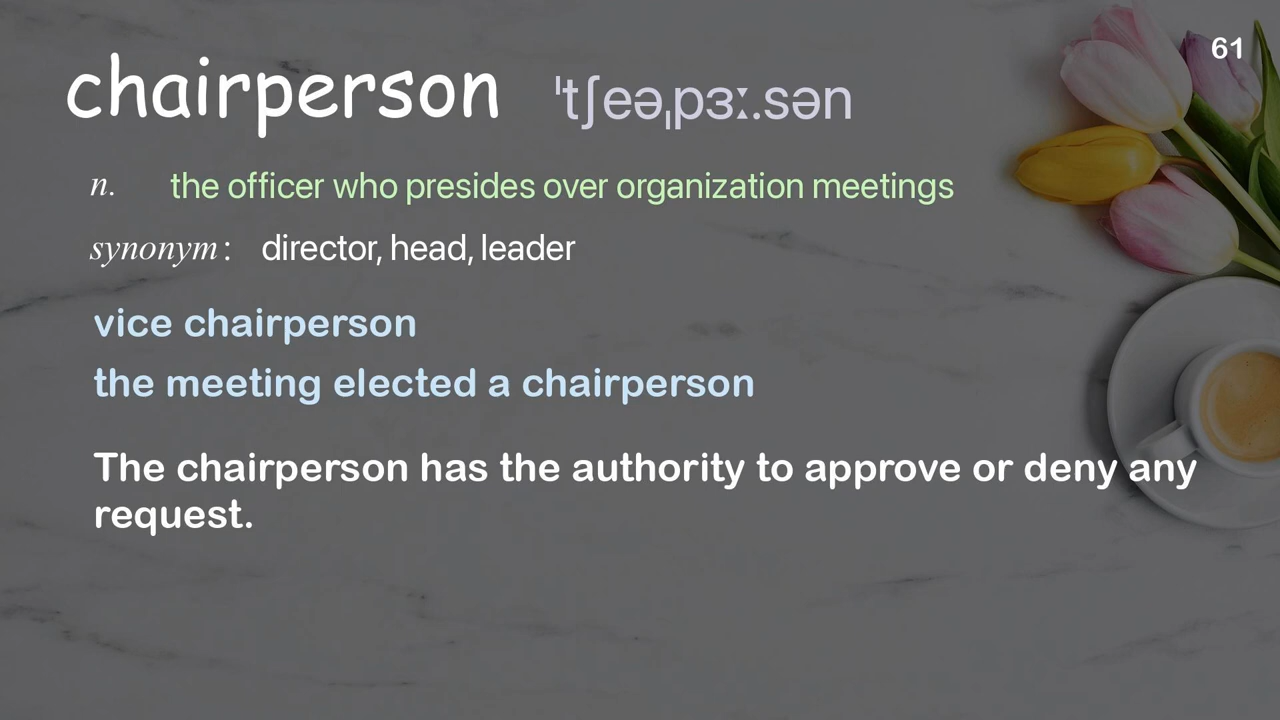 61
chairperson ˈtʃeəˌpɜː.sən
n. the officer who presides over organization meetings
synonym : director, head, leader
vice chairperson
the meeting elected a chairperson
The chairperson has the authority to approve or deny any
request.